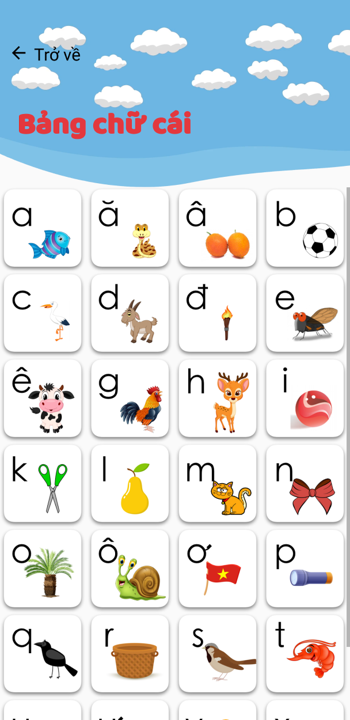 Trở về
Bảng chữ cái
a ă â b
c d đ e
ê g h i
k l m n
o ô ơ p
q r s t